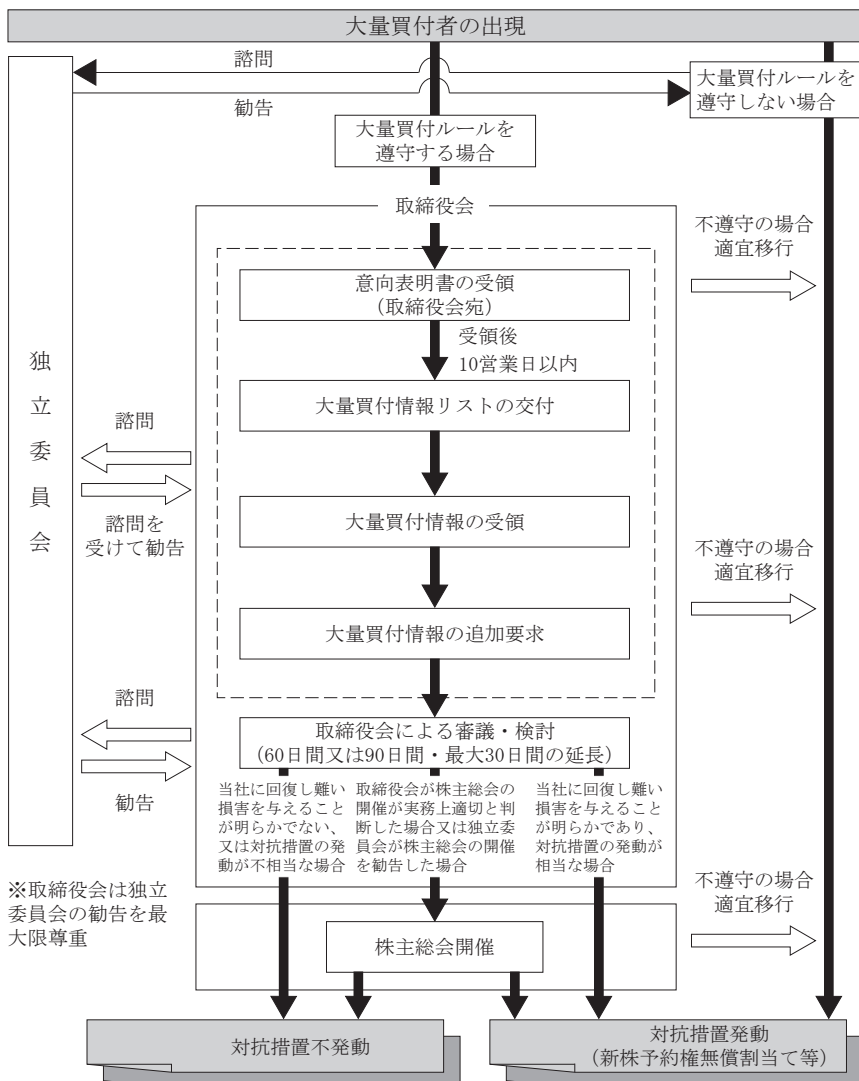 大量買付者の出現
諮問
勧告
大量買付ルールを
遵守しない場合
大量買付ルールを
遵守する場合
取締役会
不遵守の場合
適宜移行
意向表明書の受領
(取締役会宛)
受領後
10営業日以内
大量買付情報リストの交付
独立委員会
諮問
諮問を
受けて勧告
大量買付情報の受領
不遵守の場合
適宜移行
大量買付情報の追加要求
諮問
勧告
取締役会による審議・検討
(60日間又は90日間・最大30日間の延長)
当社に回復し難い
損害を与えること
が明らかでない、
又は対抗措置の発
動が不相当な場合
取締役会が株主総会の
開催が実務上適切と判
断した場合又は独立委
員会が株主総会の開催
を勧告した場合
当社に回復し難い
損害を与えること
が明らかであり、
対抗措置の発動が
相当な場合
※取締役会は独立
委員会の勧告を最
大限尊重
不遵守の場合
適宜移行
株主総会開催
対抗措置不発動
対抗措置発動
(新株予約権無償割当て等)